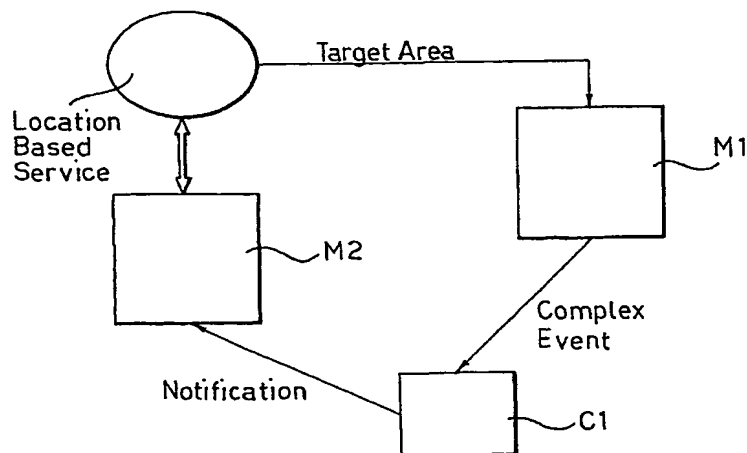 Target Area
Location
Based
Service
M1
M2
Complex
Event
Notification
C1